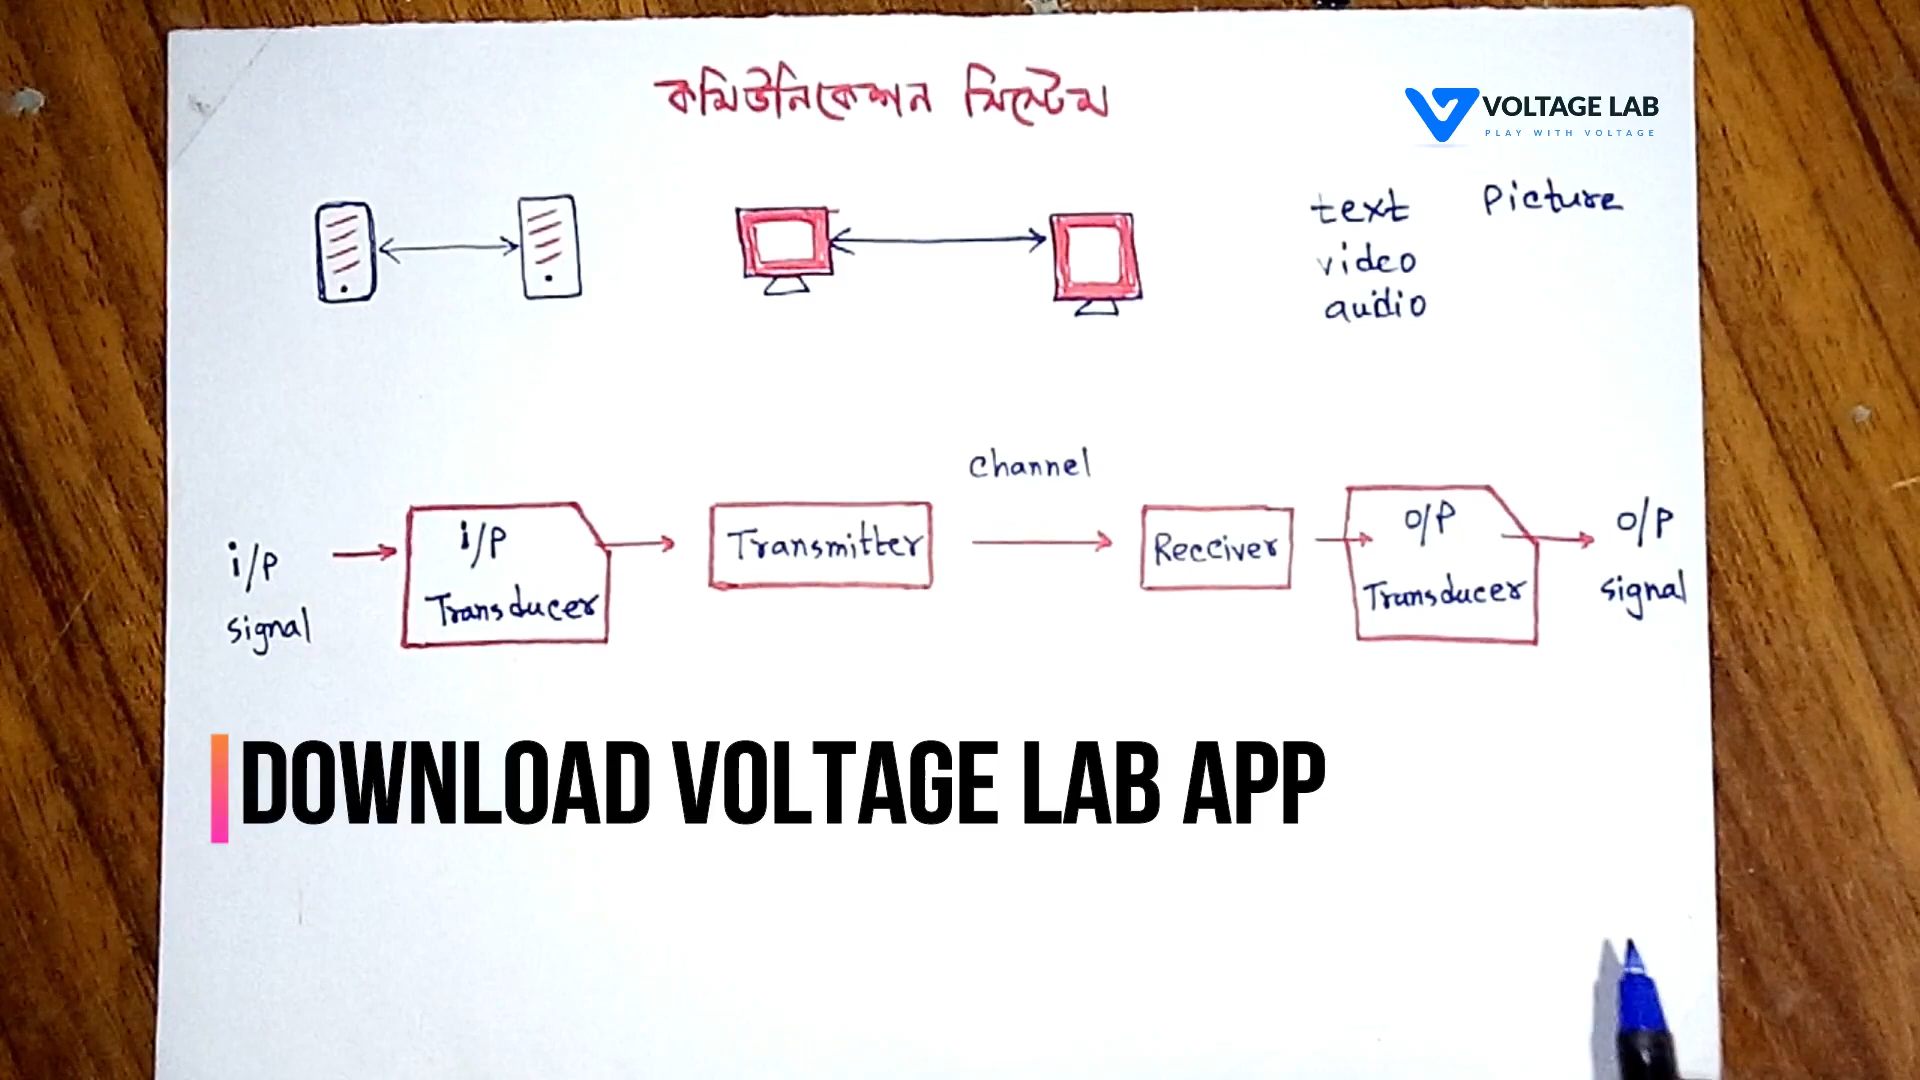 কমিউনিকেশন সিস্টেম
VOLTAGE LAB
PLAY WITH VOLTAGE
text Picture
video
audio
channel
i/P
signal
i/P
Transducer
Transmitter
Receiver
O/P
Transducer
O/P
signal
DOWNLOAD VOLTAGE LAB APP